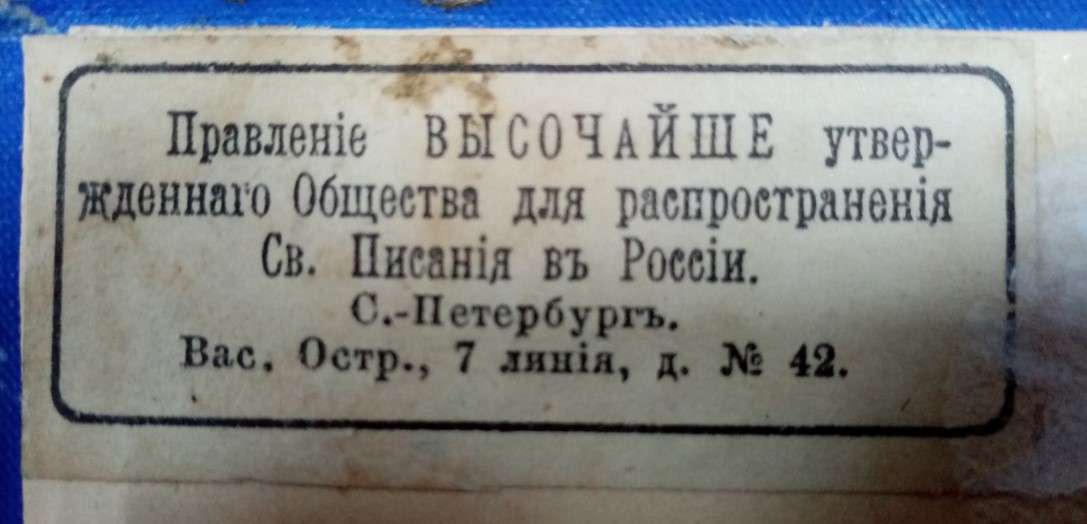 Правленіе ВЫСОЧАЙШЕ утвер-
жденнаго Общества для распространенія
Св. Писанія въ Россіи.
С.-Петербургъ.
Вас. Остр., 7 линія, д. № 42.